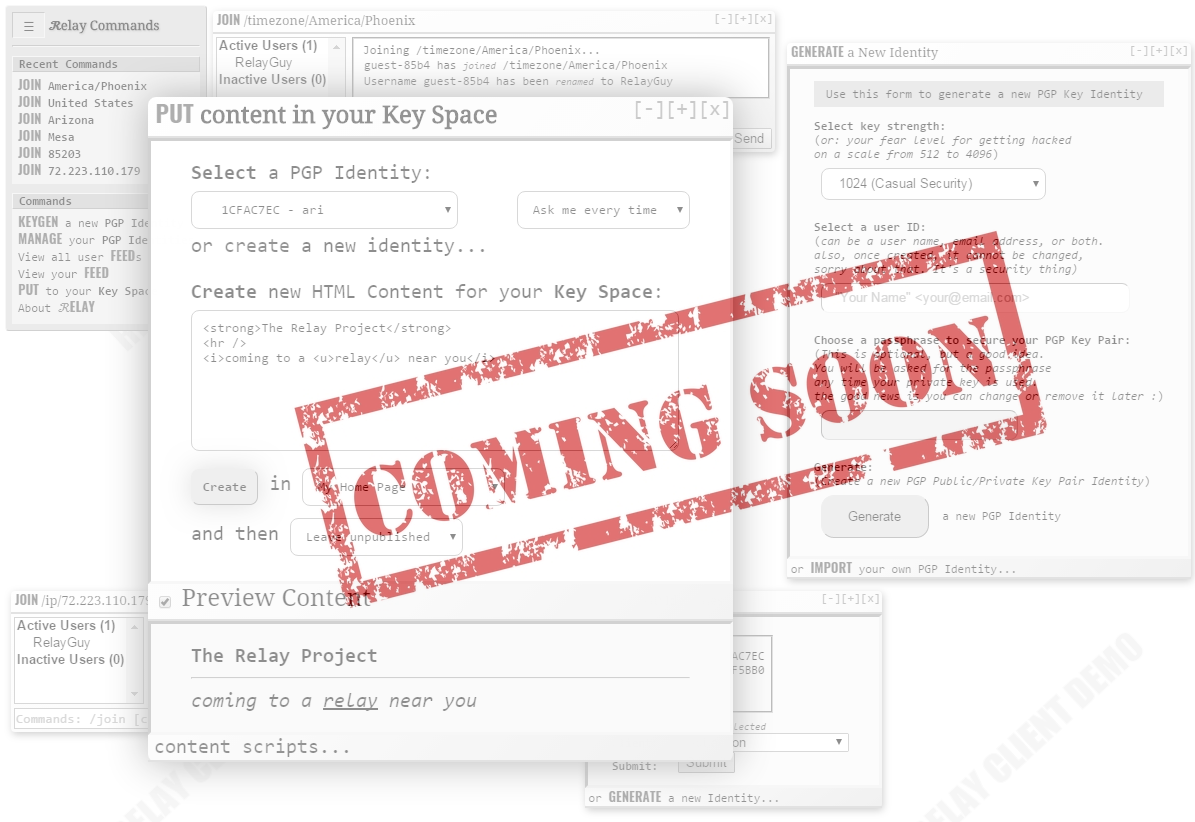 ☰ Relay Commands
Recent Commands
JOIN America/Phoenix
JOIN United States
JOIN Arizona
JOIN Mesa
JOIN 85203
JOIN 72.223.110.179
Commands
KEYGEN a new PGP Ide
MANAGE your PGP Ide
View all user FEEDs
View your FEED
PUT to your Key Spac
About RELAY
JOIN /timezone/America/Phoenix
[-][+][x]
Active Users (1)
RelayGuy
Inactive Users (0)
Joining /timezone/America/Phoenix...
guest-85b4 has joined /timezone/America/Phoenix
Username guest-85b4 has been renamed to RelayGuy
Send
PUT content in your Key Space
[-][+][x]
Select a PGP Identity:
1CFAC7EC - ari
Ask me every time
or create a new identity...
Create new HTML Content for your Key Space:
<strong>The Relay Project</strong>
<hr />
<i>coming to a <u>relay</u> near you</i>
Create in My Home Page
and then Leave unpublished
Preview Content
The Relay Project
coming to a relay near you
content scripts...
GENERATE a New Identity
[-][+][x]
Use this form to generate a new PGP Key Identity
Select key strength:
(or: your fear level for getting hacked
on a scale from 512 to 4096)
1024 (Casual Security)
Select a user ID:
(can be a user name, email address, or both.
also, once created, it cannot be changed,
sorry about that. It's a security thing)
"Your Name" <your@email.com>
Choose a passphrase to secure your PGP Key Pair:
(This is optional, but a good idea.
You will be asked for the passphrase
any time your private key is used,
the good news is you can change or remove it later :)
Generate:
(Create a new PGP Public/Private Key Pair Identity)
Generate a new PGP Identity
or IMPORT your own PGP Identity...
COMING SOON
JOIN /ip/72.223.110.179
Active Users (1)
RelayGuy
Inactive Users (0)
Commands: /join [c
[-][+][x]
AC7EC
F5BB0
lected
on
Submit: Submit
or GENERATE a new Identity...
RELAY CLIENT DEMO